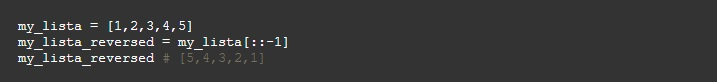 my_lista = [1,2,3,4,5]
my_lista_reversed = my_lista[::-1]
my_lista_reversed # [5,4,3,2,1]